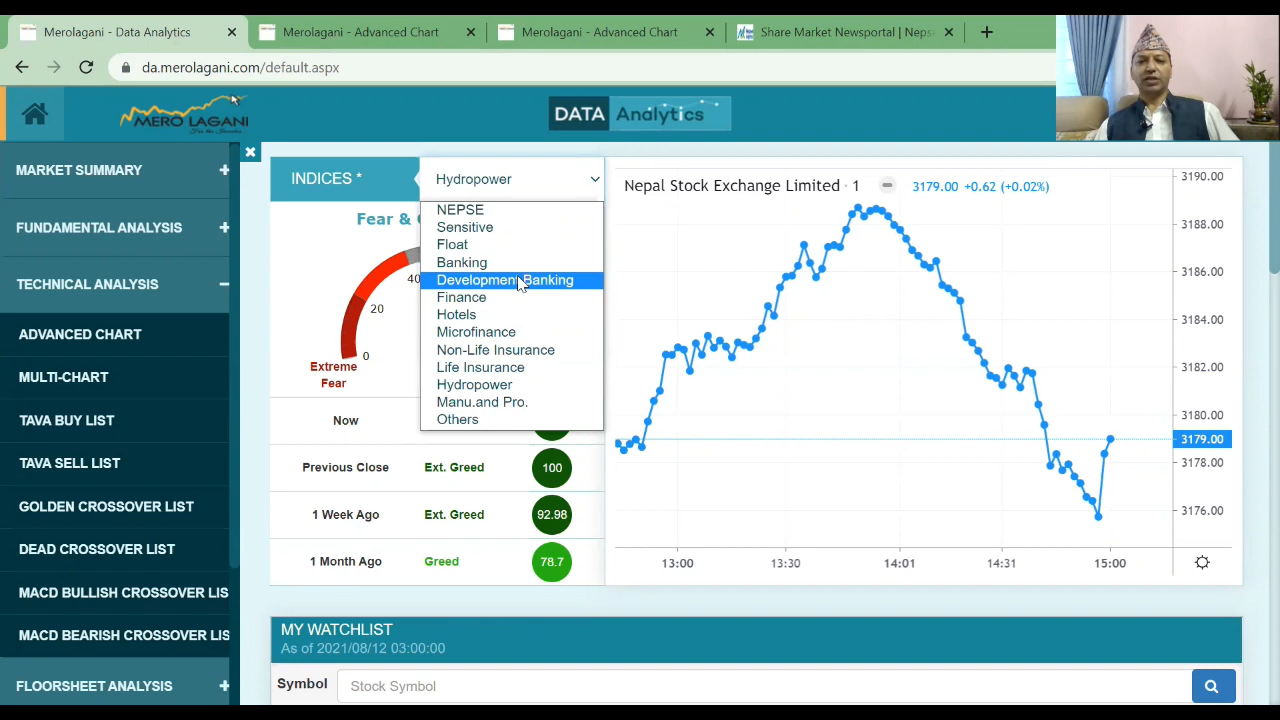 Merolagani - Data Analytics
Merolagani - Advanced Chart
Merolagani - Advanced Chart
Share Market Newsportal | Neps
da.merolagani.com/default.aspx
MERO LAGANI
DATA Analytics
MARKET SUMMARY +
FUNDAMENTAL ANALYSIS +
TECHNICAL ANALYSIS −
ADVANCED CHART
MULTI-CHART
TAVA BUY LIST
TAVA SELL LIST
GOLDEN CROSSOVER LIST
DEAD CROSSOVER LIST
MACD BULLISH CROSSOVER LIS
MACD BEARISH CROSSOVER LIS
FLOORSHEET ANALYSIS +
INDICES *
Hydropower
NEPSE
Sensitive
Float
Banking
Development Banking
Finance
Hotels
Microfinance
Non-Life Insurance
Life Insurance
Hydropower
Manu.and Pro.
Others
Fear &
40
20
0
Extreme
Fear
Now
Previous Close Ext. Greed 100
1 Week Ago Ext. Greed 92.98
1 Month Ago Greed 78.7
Nepal Stock Exchange Limited · 1 3179.00 +0.62 (+0.02%)
3190.00
3188.00
3186.00
3184.00
3182.00
3180.00
3179.00
3178.00
3176.00
13:00 13:30 14:01 14:31 15:00
MY WATCHLIST
As of 2021/08/12 03:00:00
Symbol Stock Symbol